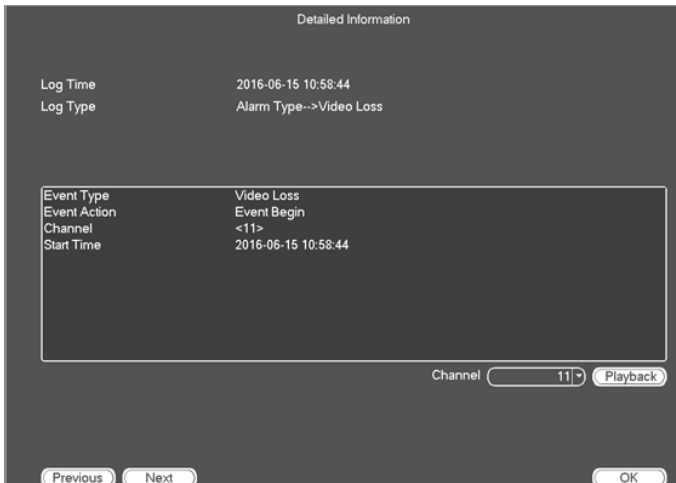 Detailed Information
Log Time 2016-06-15 10:58:44
Log Type Alarm Type-->Video Loss
Event Type Video Loss
Event Action Event Begin
Channel <11>
Start Time 2016-06-15 10:58:44
Channel 11 Playback
Previous Next OK